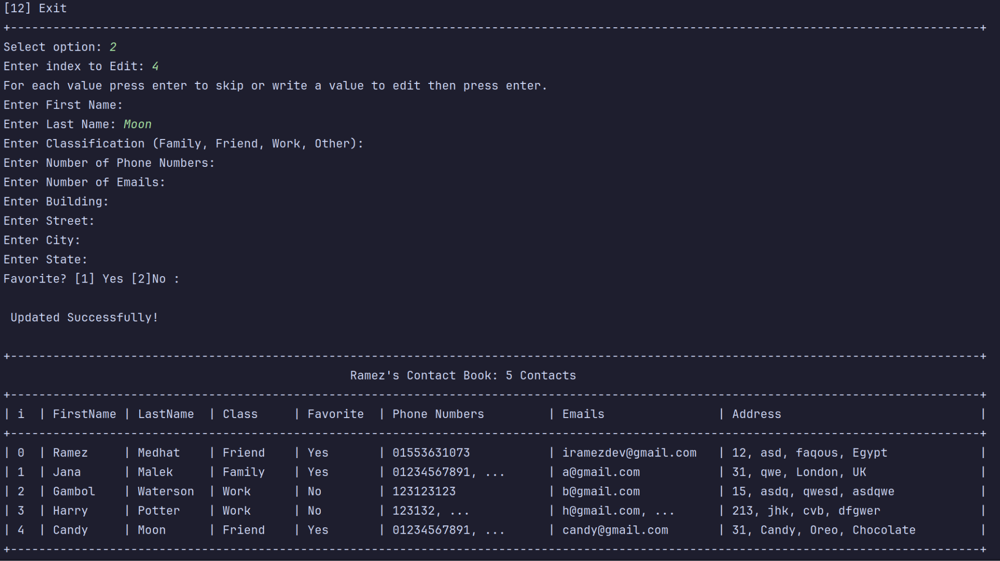 [12] Exit
+-----------------------------------------------------------------------------------------------------------------------------------------+
Select option: 2
Enter index to Edit: 4
For each value press enter to skip or write a value to edit then press enter.
Enter First Name:
Enter Last Name: Moon
Enter Classification (Family, Friend, Work, Other):
Enter Number of Phone Numbers:
Enter Number of Emails:
Enter Building:
Enter Street:
Enter City:
Enter State:
Favorite? [1] Yes [2]No :
 Updated Successfully!
+-----------------------------------------------------------------------------------------------------------------------------------------+
Ramez's Contact Book: 5 Contacts
+-----------------------------------------------------------------------------------------------------------------------------------------+
| i  | FirstName | LastName  | Class     | Favorite  | Phone Numbers         | Emails                | Address                            |
+-----------------------------------------------------------------------------------------------------------------------------------------+
| 0  | Ramez     | Medhat    | Friend    | Yes       | 01553631073           | iramezdev@gmail.com   | 12, asd, faqous, Egypt             |
| 1  | Jana      | Malek     | Family    | Yes       | 01234567891, ...      | a@gmail.com           | 31, qwe, London, UK                |
| 2  | Gambol    | Waterson  | Work      | No        | 123123123             | b@gmail.com           | 15, asdq, qwesd, asdqwe            |
| 3  | Harry     | Potter    | Work      | No        | 123132, ...           | h@gmail.com, ...      | 213, jhk, cvb, dfgwer              |
| 4  | Candy     | Moon      | Friend    | Yes       | 01234567891, ...      | candy@gmail.com       | 31, Candy, Oreo, Chocolate         |
+-----------------------------------------------------------------------------------------------------------------------------------------+